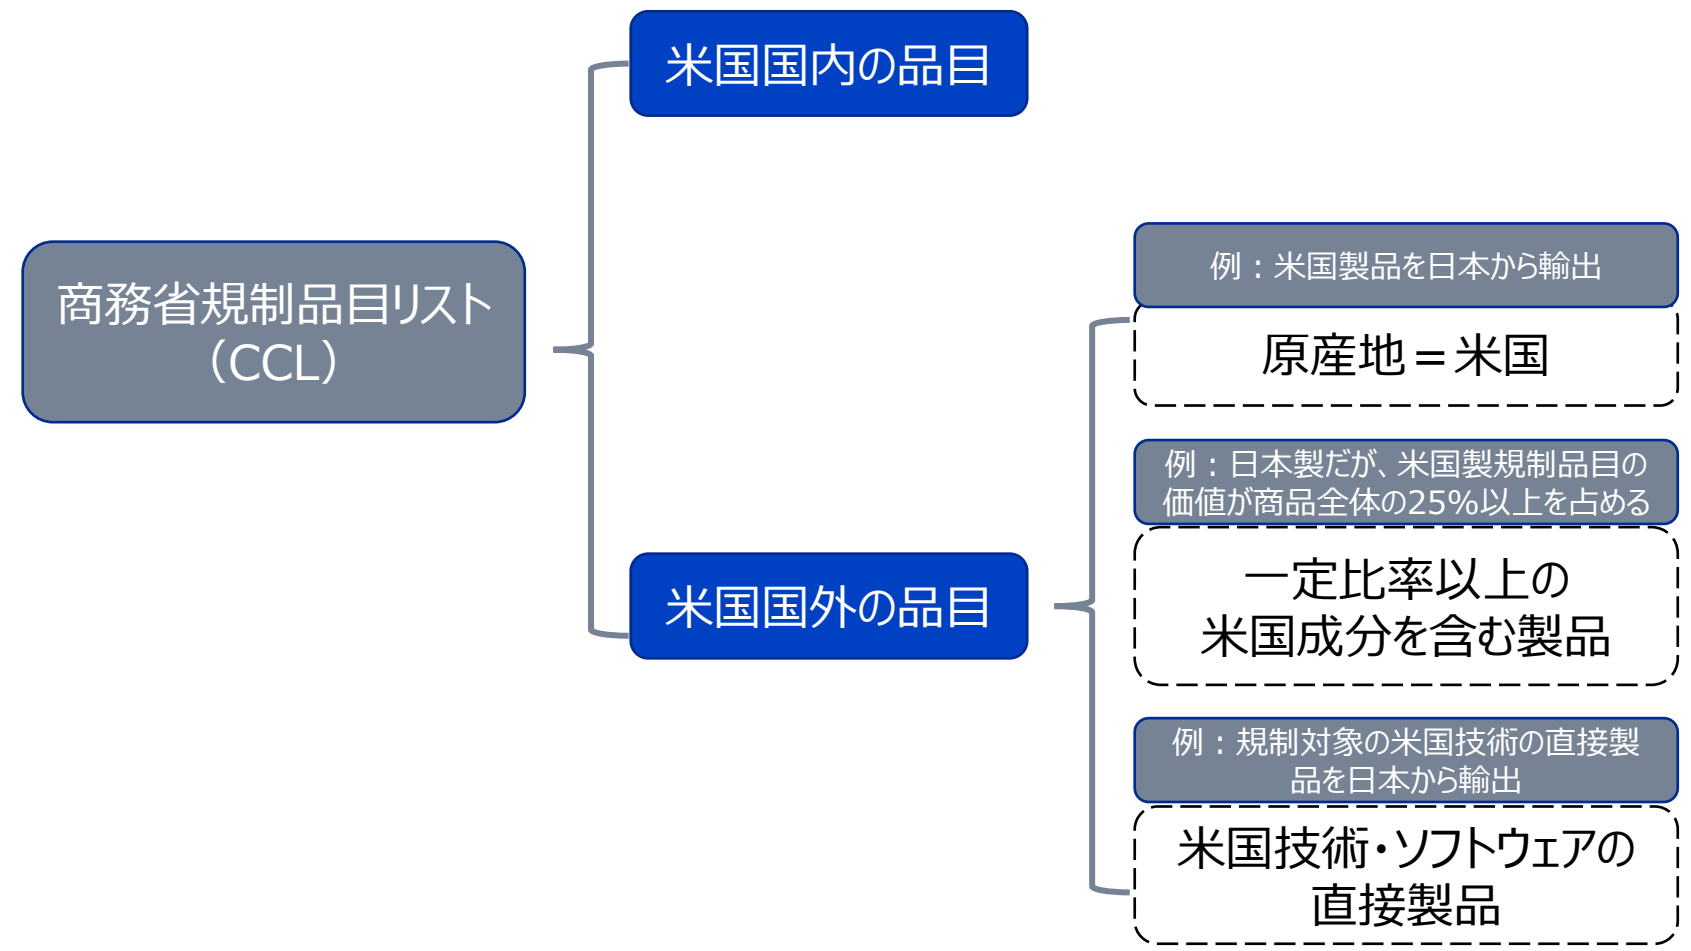 米国国内の品目
商務省規制品目リスト
（CCL）
米国国外の品目
例：米国製品を日本から輸出
原産地＝米国
例：日本製だが、米国製規制品目の
価値が商品全体の25%以上を占める
一定比率以上の
米国成分を含む製品
例：規制対象の米国技術の直接製
品を日本から輸出
米国技術・ソフトウェアの
直接製品